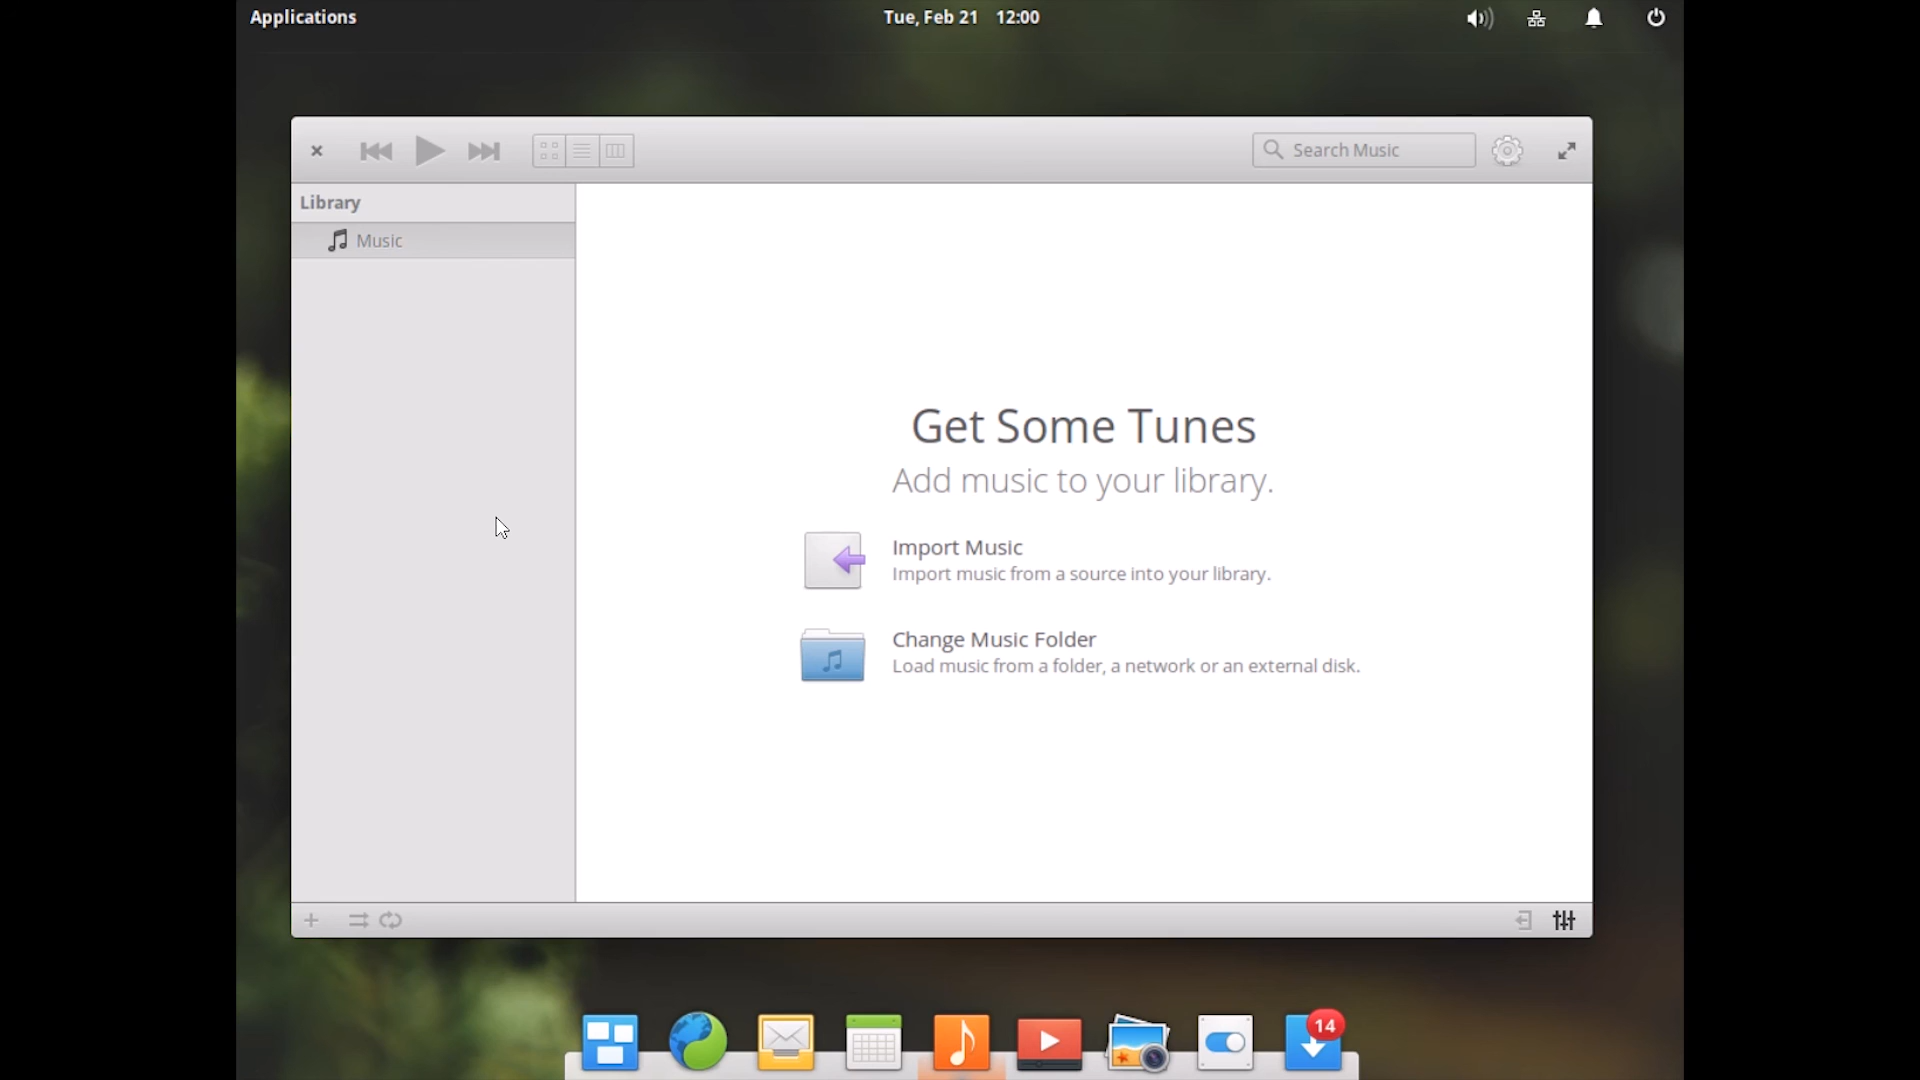 Applications
Tue, Feb 21 12:00
Search Music
Library
Music
Get Some Tunes
Add music to your library.
Import Music
Import music from a source into your library.
Change Music Folder
Load music from a folder, a network or an external disk.
14